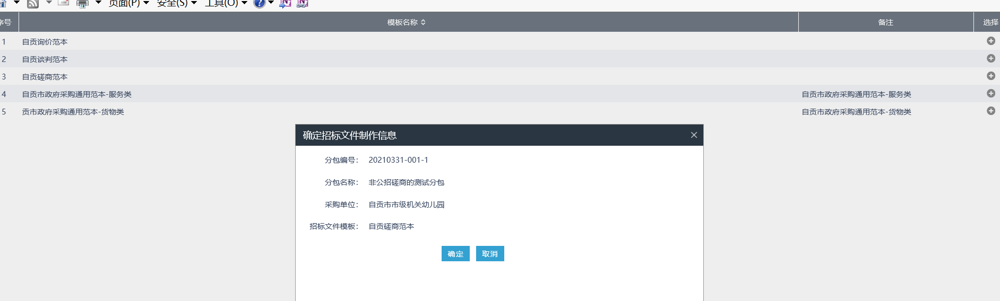 页面(P) 安全(S) 工具(O)
序号 模板名称 备注 选择
1 自贡询价范本
2 自贡谈判范本
3 自贡磋商范本
4 自贡市政府采购通用范本-服务类 自贡市政府采购通用范本-服务类
5 贡市政府采购通用范本-货物类 自贡市政府采购通用范本-货物类
确定招标文件制作信息
分包编号： 20210331-001-1
分包名称： 非公招磋商的测试分包
采购单位： 自贡市市级机关幼儿园
招标文件模板： 自贡磋商范本
确定 取消